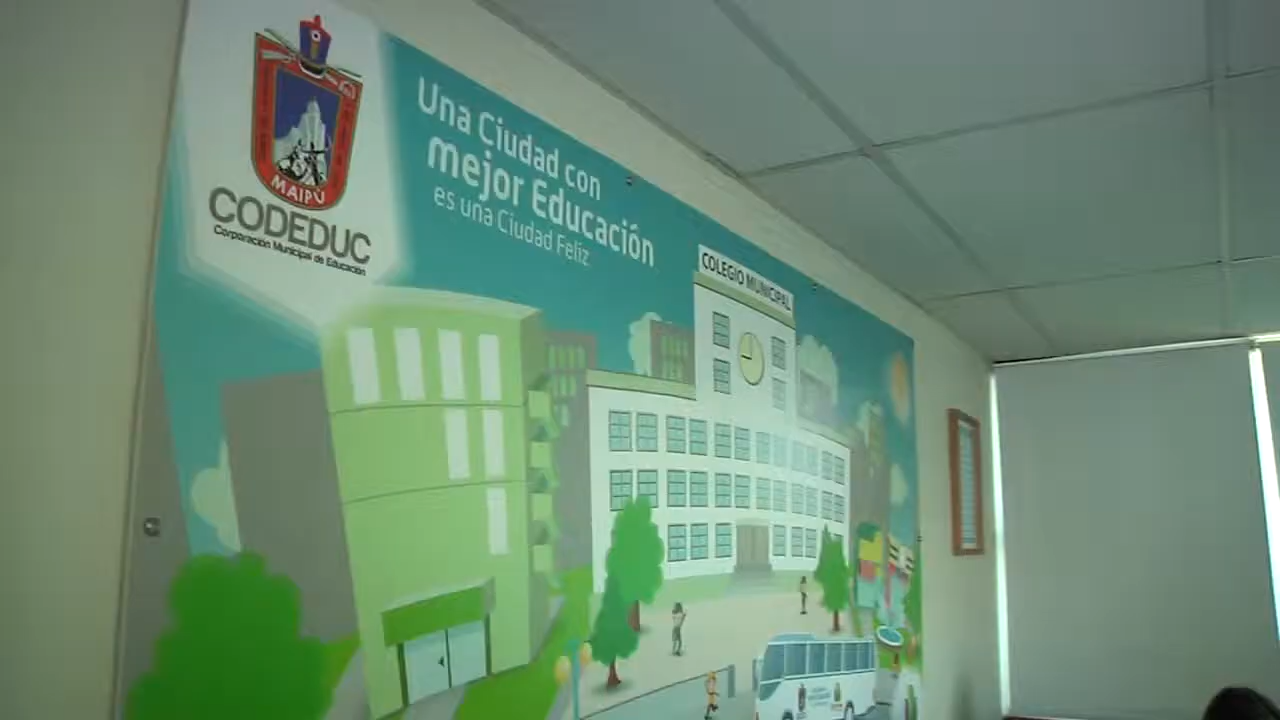 MAIPÚ
CODEDUC
Corporación Municipal de Educación
Una Ciudad con
mejor Educación
es una Ciudad Feliz
COLEGIO MUNICIPAL